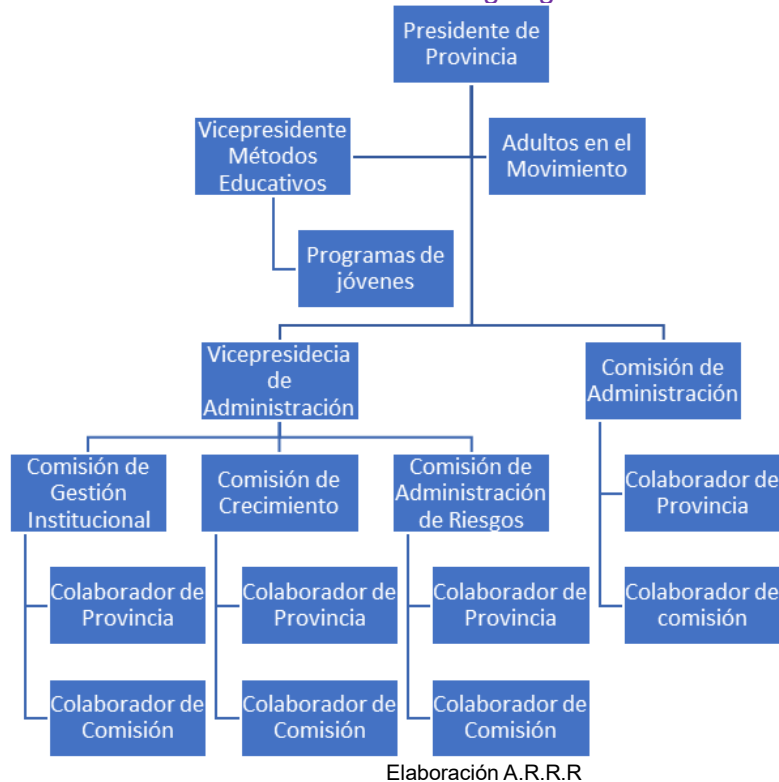 Presidente de
Provincia
Vicepresidente
Métodos
Educativos
Adultos en el
Movimiento
Programas de
jóvenes
Vicepresidecia
de
Administración
Comisión de
Administración
Comisión de
Gestión
Institucional
Comisión de
Crecimiento
Comisión de
Administración
de Riesgos
Colaborador de
Provincia
Colaborador de
Provincia
Colaborador de
Provincia
Colaborador de
Provincia
Colaborador de
comisión
Colaborador de
Comisión
Colaborador de
Comisión
Colaborador de
Comisión
Elaboración A.R.R.R